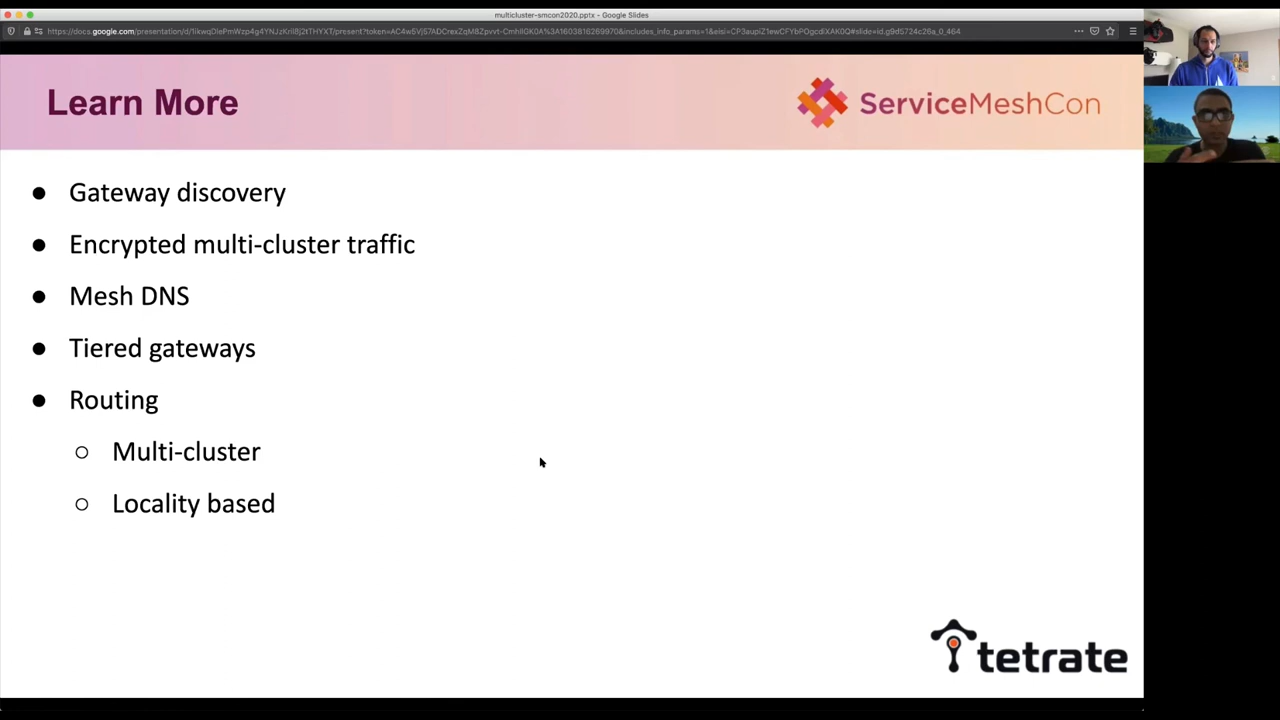 multicluster-smcon2020.pptx - Google Slides
Learn More
ServiceMeshCon
● Gateway discovery
● Encrypted multi-cluster traffic
● Mesh DNS
● Tiered gateways
● Routing
○ Multi-cluster
○ Locality based
tetrate